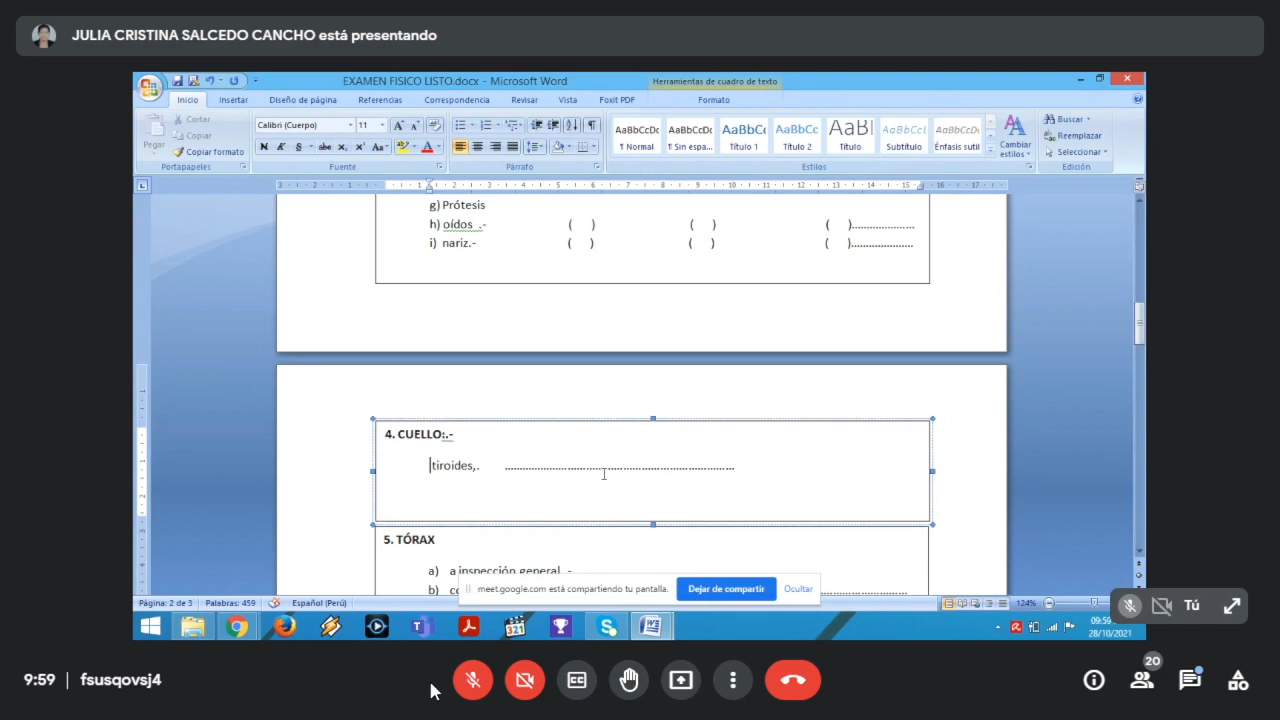 JULIA CRISTINA SALCEDO CANCHO está presentando
EXAMEN FISICO LISTO.docx - Microsoft Word
Herramientas de cuadro de texto
Inicio Insertar Diseño de página Referencias Correspondencia Revisar Vista Foxit PDF Formato
Pegar
Cortar
Copiar
Copiar formato
Portapapeles
Calibri (Cuerpo) 11
Fuente
Párrafo
AaBbCcDc AaBbCcDc AaBbC AaBbCc AaB AaBbCcI AaBbCcDc
¶ Normal ¶ Sin espa... Título 1 Título 2 Título Subtítulo Énfasis sutil
Estilos
Cambiar estilos
Buscar
Reemplazar
Seleccionar
Edición
g) Prótesis
h) oídos .- ( ) ( ) ( )......................
i) nariz.- ( ) ( ) ( ).....................
4. CUELLO:.-
tiroides,. ..............................................................................
5. TÓRAX
a) a inspección general .-
b)
meet.google.com está compartiendo tu pantalla. Dejar de compartir Ocultar
Página: 2 de 3 Palabras: 459 Español (Perú) 124%
09:59
28/10/2021
Tú
9:59 | fsusqovsj4
20